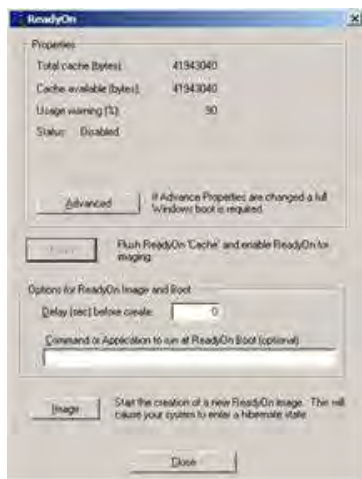 ReadyOn
Properties
Total cache (bytes) 41943040
Cache available (bytes) 41943040
Usage warning (%) 90
Status: Disabled
Advanced
If Advance Properties are changed a full
Windows boot is required.
Flush ReadyOn 'Cache' and enable ReadyOn for
imaging.
Options for ReadyOn Image and Boot
Delay (sec) before create: 0
Command or Application to run at ReadyOn Boot (optional)
Image
Start the creation of a new ReadyOn image. This will
cause your system to enter a hibernate state.
Close